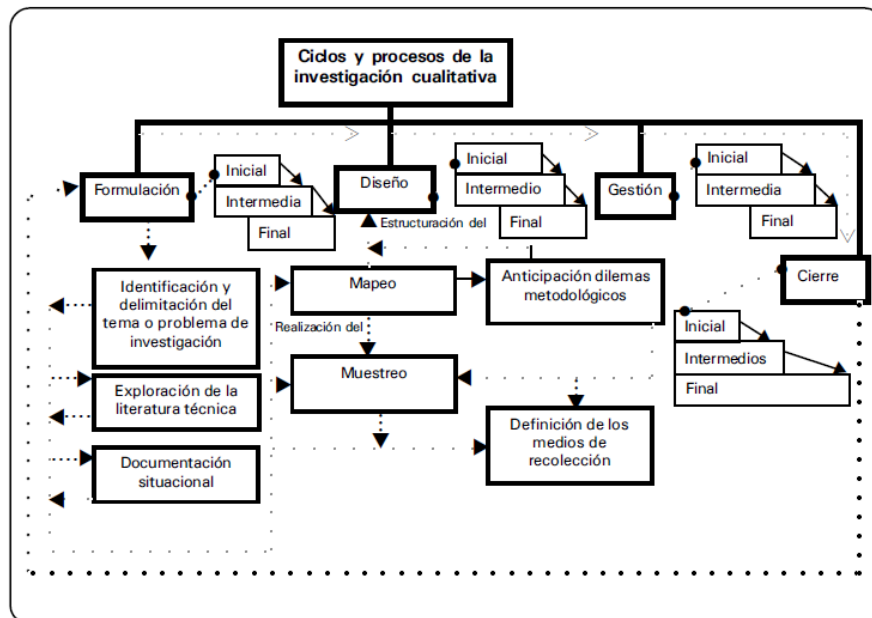 Ciclos y procesos de la
investigación cualitativa
Formulación
Inicial
Intermedia
Final
Diseño
Inicial
Intermedio
Final
Gestión
Inicial
Intermedia
Final
Cierre
Inicial
Intermedios
Final
Estructuración del
Identificación y
delimitación del
tema o problema de
investigación
Mapeo
Anticipación dilemas
metodológicos
Realización del
Exploración de la
literatura técnica
Muestreo
Documentación
situacional
Definición de los
medios de
recolección